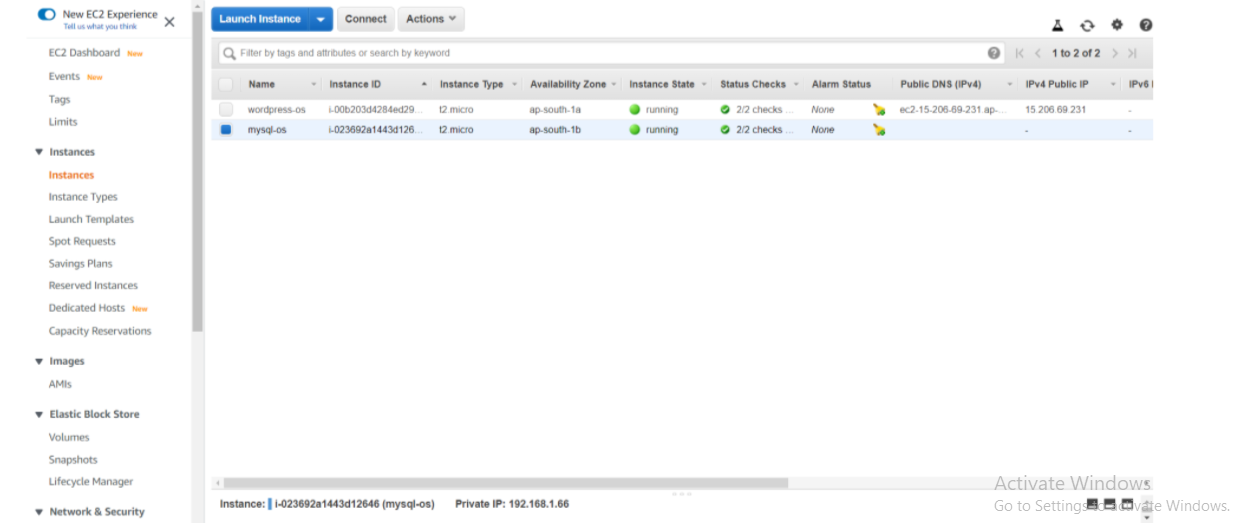 New EC2 Experience
Tell us what you think
EC2 Dashboard New
Events New
Tags
Limits
Instances
Instances
Instance Types
Launch Templates
Spot Requests
Savings Plans
Reserved Instances
Dedicated Hosts New
Capacity Reservations
Images
AMIs
Elastic Block Store
Volumes
Snapshots
Lifecycle Manager
Network & Security
Launch Instance Connect Actions
Filter by tags and attributes or search by keyword 1 to 2 of 2
Name Instance ID Instance Type Availability Zone Instance State Status Checks Alarm Status Public DNS (IPv4) IPv4 Public IP IPv6
wordpress-os i-00b203d4284ed29... t2.micro ap-south-1a running 2/2 checks ... None ec2-15-206-69-231.ap-... 15.206.69.231 -
mysql-os i-023692a1443d126... t2.micro ap-south-1b running 2/2 checks ... None - -
Instance: i-023692a1443d12646 (mysql-os) Private IP: 192.168.1.66
Activate Windows
Go to Settings to activate Windows.